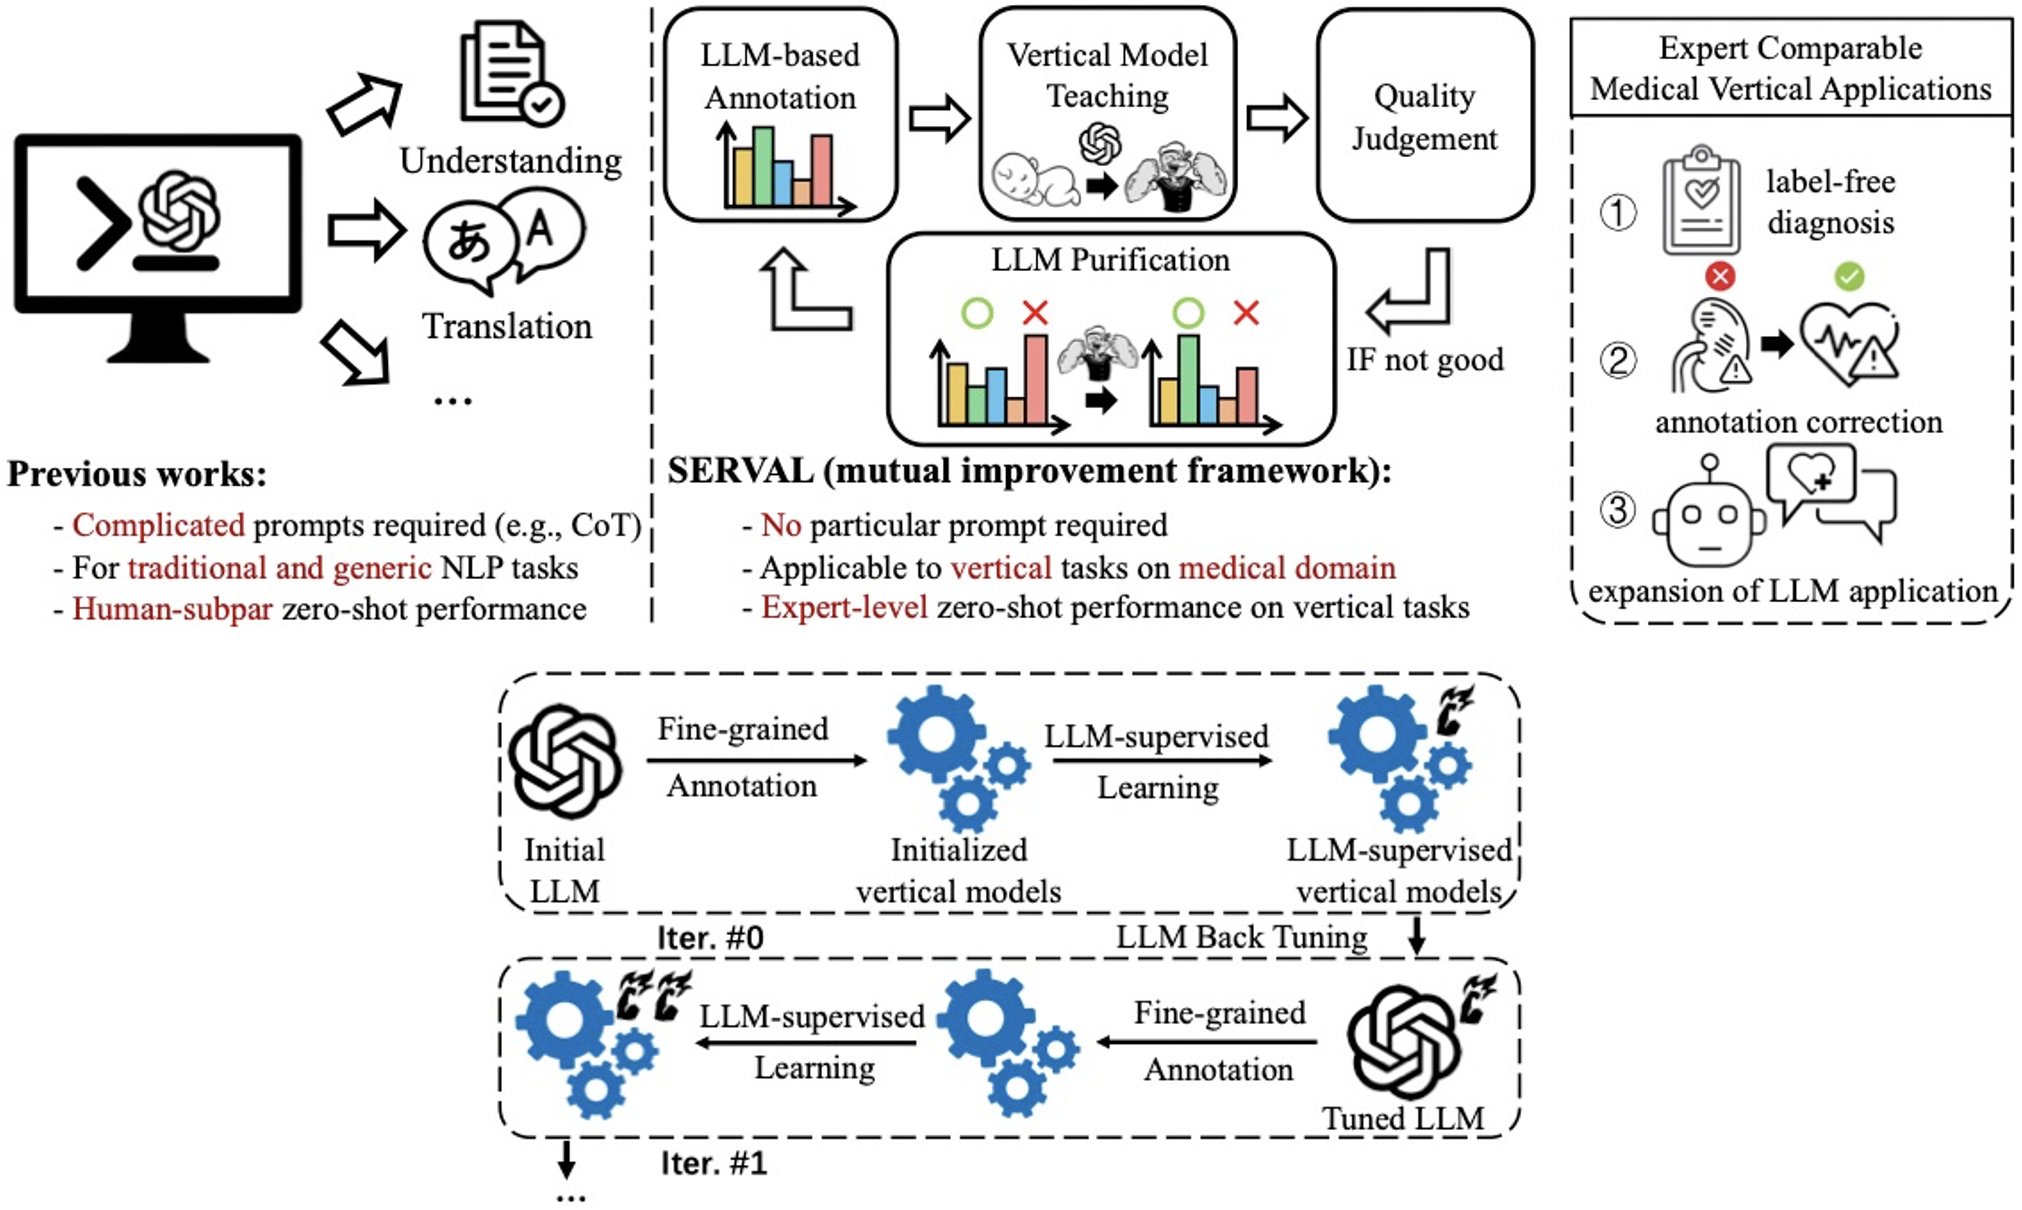 Understanding
あ A
Translation
...
Previous works:
- Complicated prompts required (e.g., CoT)
- For traditional and generic NLP tasks
- Human-subpar zero-shot performance
LLM-based
Annotation
Vertical Model
Teaching
Quality
Judgement
LLM Purification
IF not good
SERVAL (mutual improvement framework):
- No particular prompt required
- Applicable to vertical tasks on medical domain
- Expert-level zero-shot performance on vertical tasks
Expert Comparable
Medical Vertical Applications
①
label-free
diagnosis
②
annotation correction
③
expansion of LLM application
Initial
LLM
Fine-grained
Annotation
Initialized
vertical models
LLM-supervised
Learning
LLM-supervised
vertical models
Iter. #0
LLM Back Tuning
LLM-supervised
Learning
Fine-grained
Annotation
Tuned LLM
Iter. #1
...